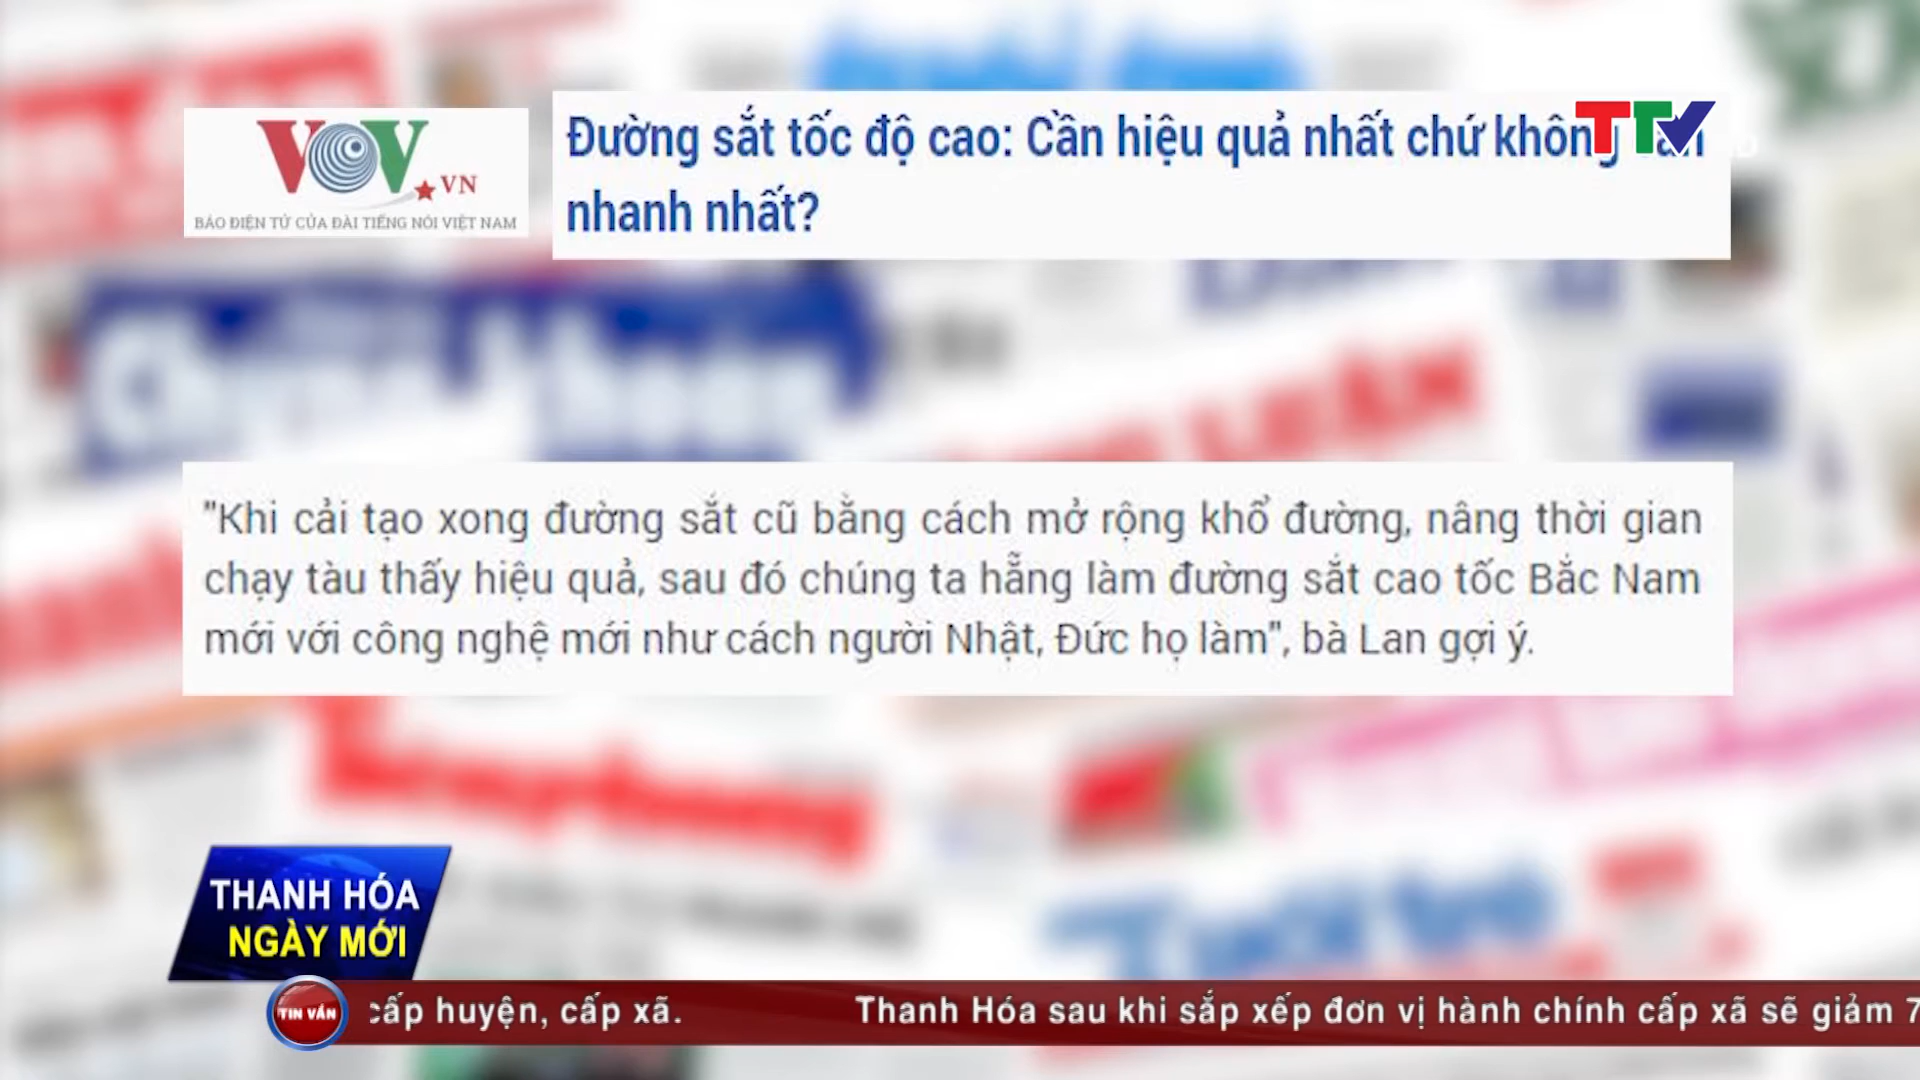 VOV.VN
BÁO ĐIỆN TỬ CỦA ĐÀI TIẾNG NÓI VIỆT NAM
Đường sắt tốc độ cao: Cần hiệu quả nhất chứ không
nhanh nhất?
TTV
"Khi cải tạo xong đường sắt cũ bằng cách mở rộng khổ đường, nâng thời gian
chạy tàu thấy hiệu quả, sau đó chúng ta hẵng làm đường sắt cao tốc Bắc Nam
mới với công nghệ mới như cách người Nhật, Đức họ làm", bà Lan gợi ý.
THANH HÓA
NGÀY MỚI
TIN VẮN
cấp huyện, cấp xã. Thanh Hóa sau khi sắp xếp đơn vị hành chính cấp xã sẽ giảm 7